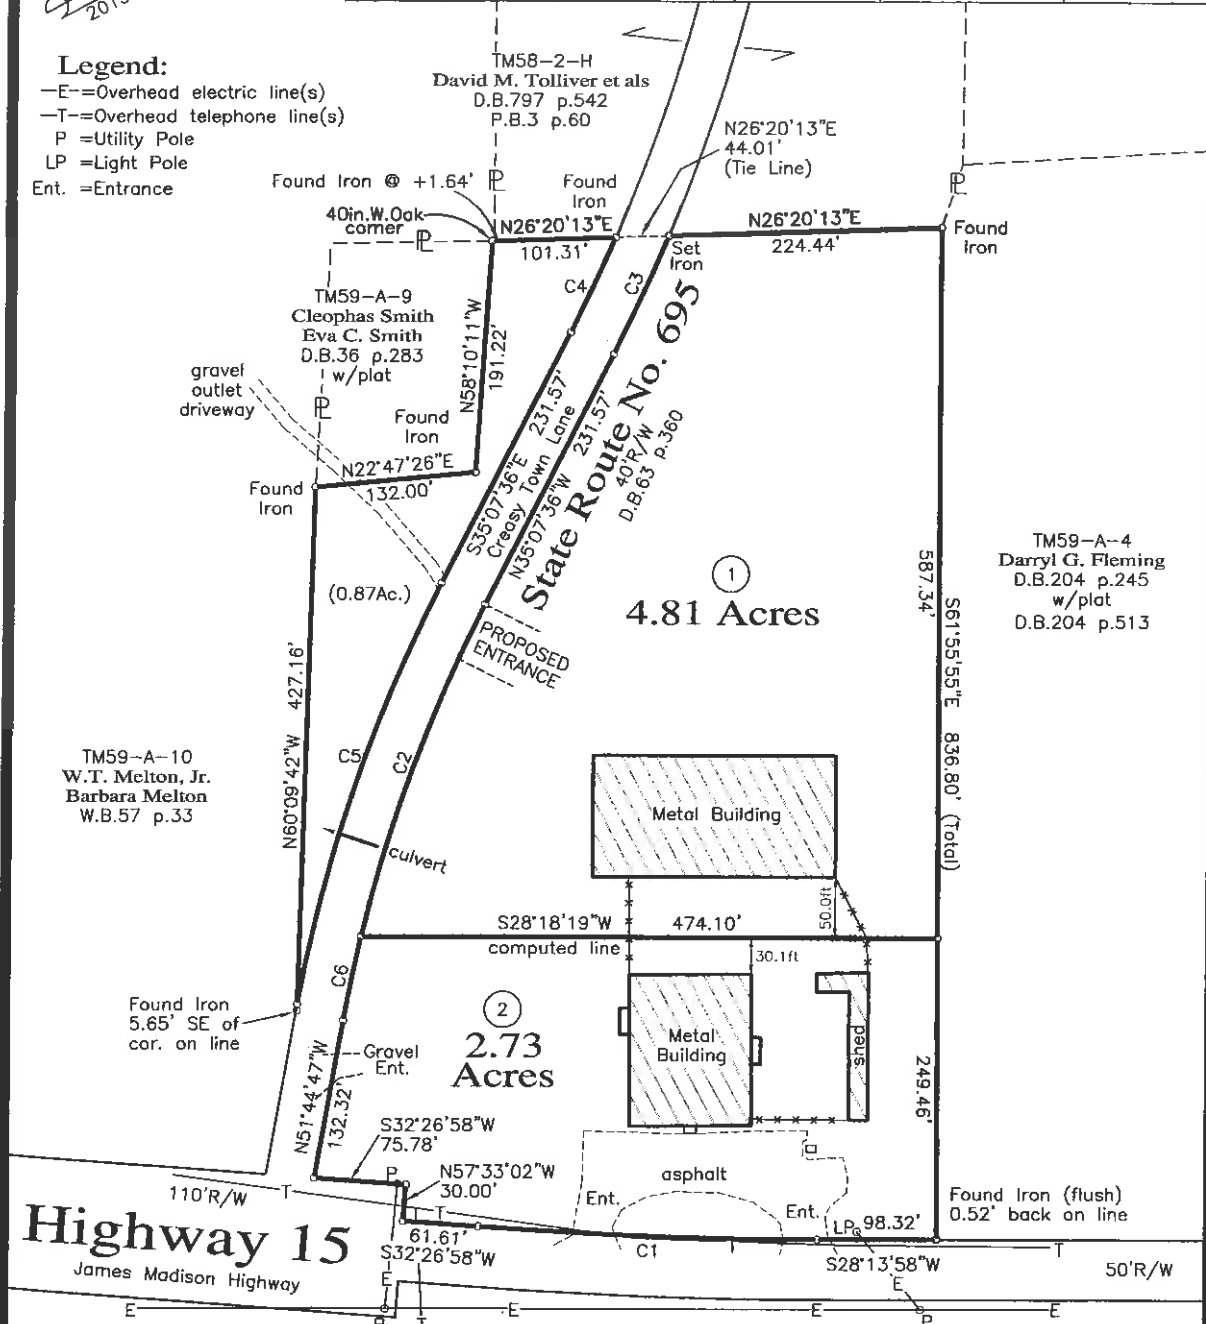 2015
Legend:
—E—=Overhead electric line(s)
—T—=Overhead telephone line(s)
P =Utility Pole
LP =Light Pole
Ent. =Entrance
TM58-2-H
David M. Tolliver et als
D.B.797 p.542
P.B.3 p.60
N26°20'13"E
44.01'
(Tie Line)
Found Iron @ +1.64'
PL
Found
Iron
PL
40in.W.Oak
corner
PL
N26°20'13"E
101.31'
Set
Iron
N26°20'13"E
224.44'
Found
Iron
C4
C3
TM59-A-9
Cleophas Smith
Eva C. Smith
D.B.36 p.283
w/plat
N58°10'11"W
191.22'
gravel
outlet
driveway
PL
Found
Iron
N22°47'26"E
132.00'
Found
Iron
S35°07'36"E 231.57'
Creasy Town Lane
N35°07'36"W 231.57'
State Route No. 695
40'R/W
D.B.63 p.360
(0.87Ac.)
1
4.81 Acres
587.34'
S61°55'55"E 836.80' (Total)
TM59-A-4
Darryl G. Fleming
D.B.204 p.245
w/plat
D.B.204 p.513
PROPOSED
ENTRANCE
N60°09'42"W 427.16'
TM59-A-10
W.T. Melton, Jr.
Barbara Melton
W.B.57 p.33
C5
C2
culvert
Metal Building
50.0ft
S28°18'19"W 474.10'
computed line
30.1ft
C6
Found Iron
5.65' SE of
cor. on line
2
2.73
Acres
Metal
Building
shed
249.46'
N51°44'47"W
132.32'
Gravel
Ent.
S32°26'58"W
75.78'
P
N57°33'02"W
30.00'
asphalt
Ent.
Ent.
LP
98.32'
Found Iron (flush)
0.52' back on line
110'R/W
T
T
61.61'
S32°26'58"W
C1
S28°13'58"W
T
50'R/W
Highway 15
James Madison Highway
E
E
E
E
E
E
P
T
P